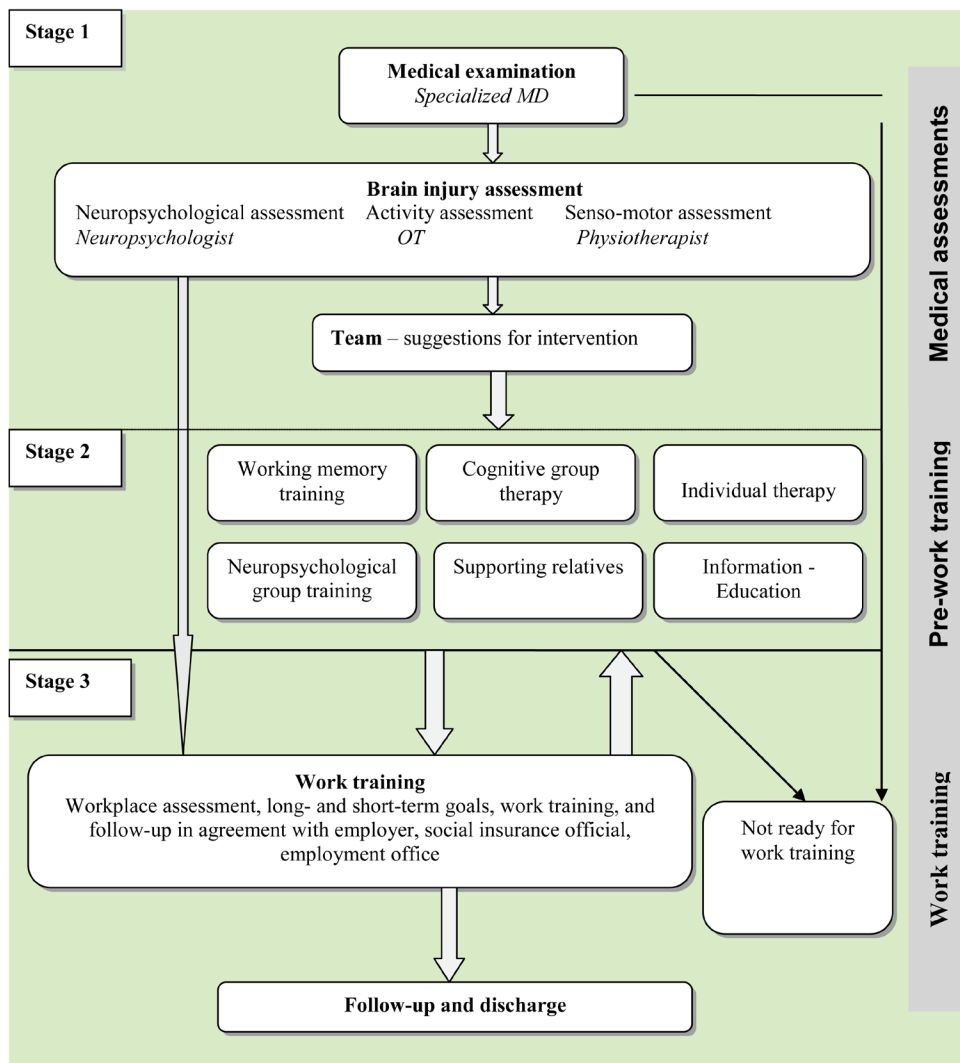 Stage 1
Medical examination
Specialized MD
Brain injury assessment
Neuropsychological assessment Activity assessment Senso-motor assessment
Neuropsychologist OT Physiotherapist
Team – suggestions for intervention
Medical assessments
Stage 2
Working memory
training
Cognitive group
therapy
Individual therapy
Neuropsychological
group training
Supporting relatives
Information -
Education
Pre-work training
Stage 3
Work training
Workplace assessment, long- and short-term goals, work training, and
follow-up in agreement with employer, social insurance official,
employment office
Not ready for
work training
Work training
Follow-up and discharge